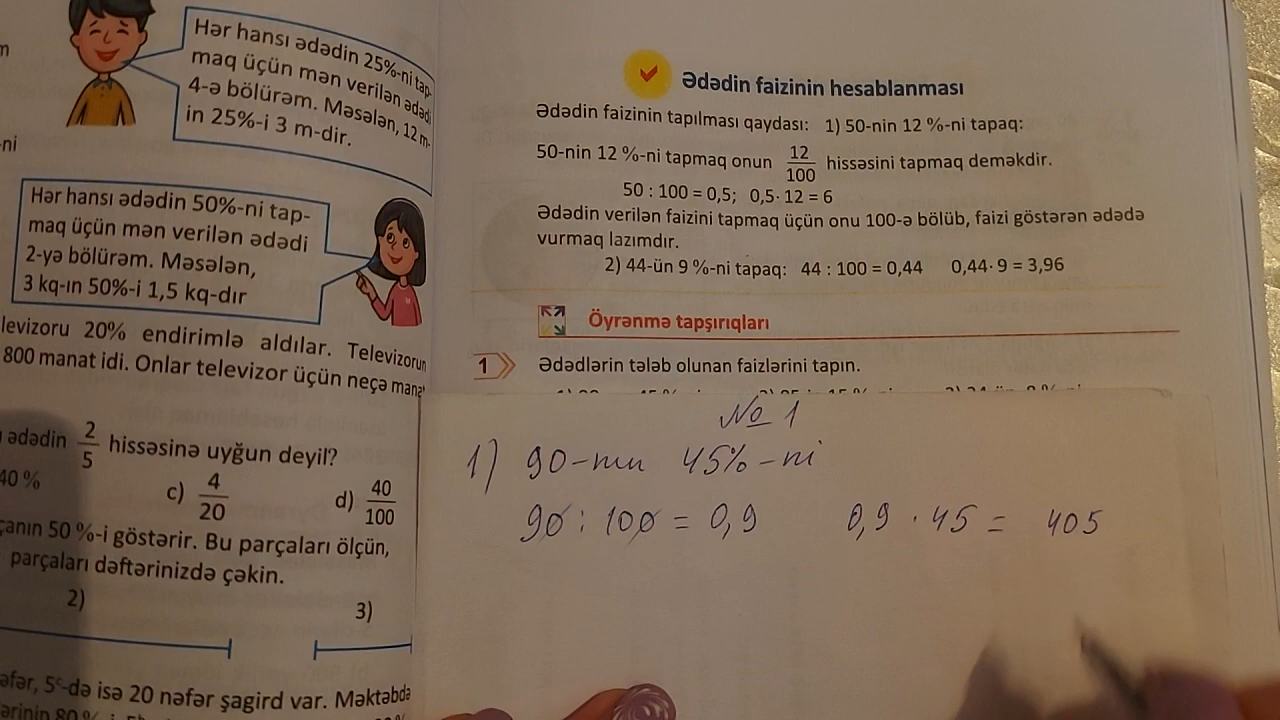 Hər hansı ədədin 25%-ni tap-
maq üçün mən verilən ədədi
4-ə bölürəm. Məsələn, 12 m-
in 25%-i 3 m-dir.
-ni
Hər hansı ədədin 50%-ni tap-
maq üçün mən verilən ədədi
2-yə bölürəm. Məsələn,
3 kq-ın 50%-i 1,5 kq-dır
levizoru 20% endirimlə aldılar. Televizorun
800 manat idi. Onlar televizor üçün neçə
ədədin 2/5 hissəsinə uyğun deyil?
40 % c) 4/20 d) 40/100
50 %-i göstərir. Bu parçaları ölçün,
parçaları dəftərinizdə çəkin.
2) 3)
5ᶜ-də isə 20 nəfər şagird var. Məktəbdə
Ədədin faizinin hesablanması
Ədədin faizinin tapılması qaydası: 1) 50-nin 12 %-ni tapaq:
50-nin 12 %-ni tapmaq onun 12/100 hissəsini tapmaq deməkdir.
50 : 100 = 0,5; 0,5· 12 = 6
Ədədin verilən faizini tapmaq üçün onu 100-ə bölüb, faizi göstərən ədədə
vurmaq lazımdır.
2) 44-ün 9 %-ni tapaq: 44 : 100 = 0,44 0,44· 9 = 3,96
Öyrənmə tapşırıqları
1 Ədədlərin tələb olunan faizlərini tapın.
№ 1
1) 90-nın 45%-ni
90 : 100 = 0,9 0,9 · 45 = 405